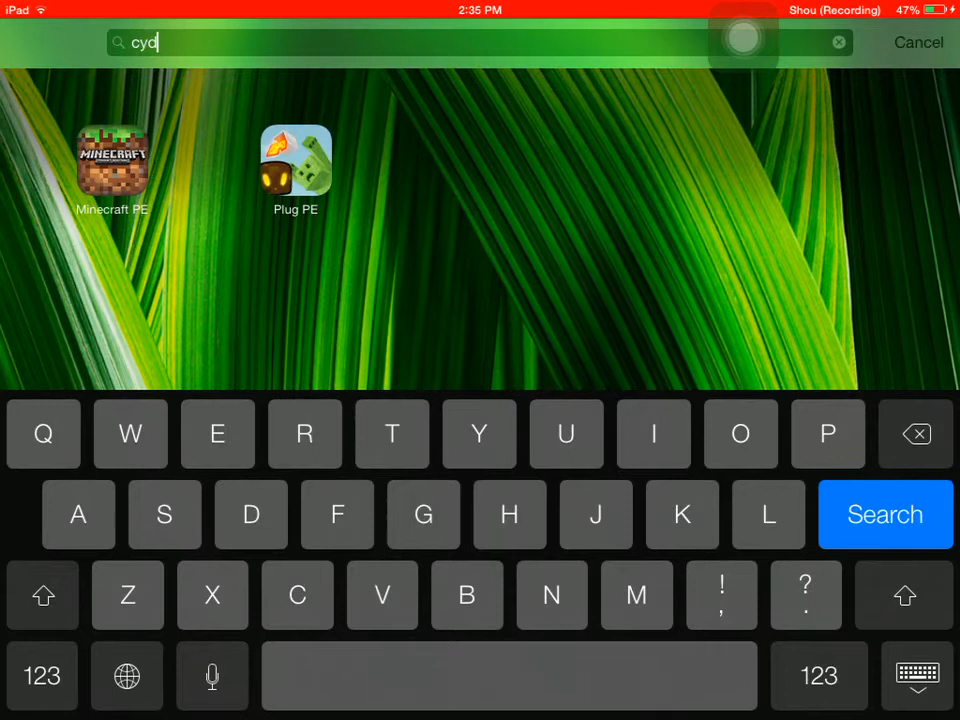 iPad 2:35 PM Shou (Recording) 47%
cyd Cancel
MINECRAFT
Minecraft PE Plug PE
Q W E R T Y U I O P
A S D F G H J K L Search
Z X C V B N M ! ?
, .
123 123